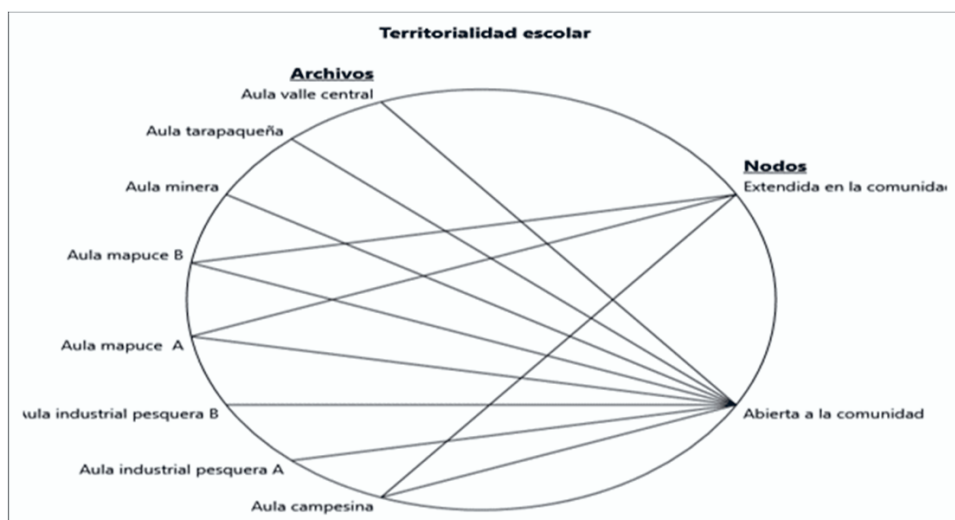 Territorialidad escolar
Archivos
Aula valle central
Aula tarapaqueña
Aula minera
Aula mapuce B
Aula mapuce A
ula industrial pesquera B
Aula industrial pesquera A
Aula campesina
Nodos
Extendida en la comunida
Abierta a la comunidad